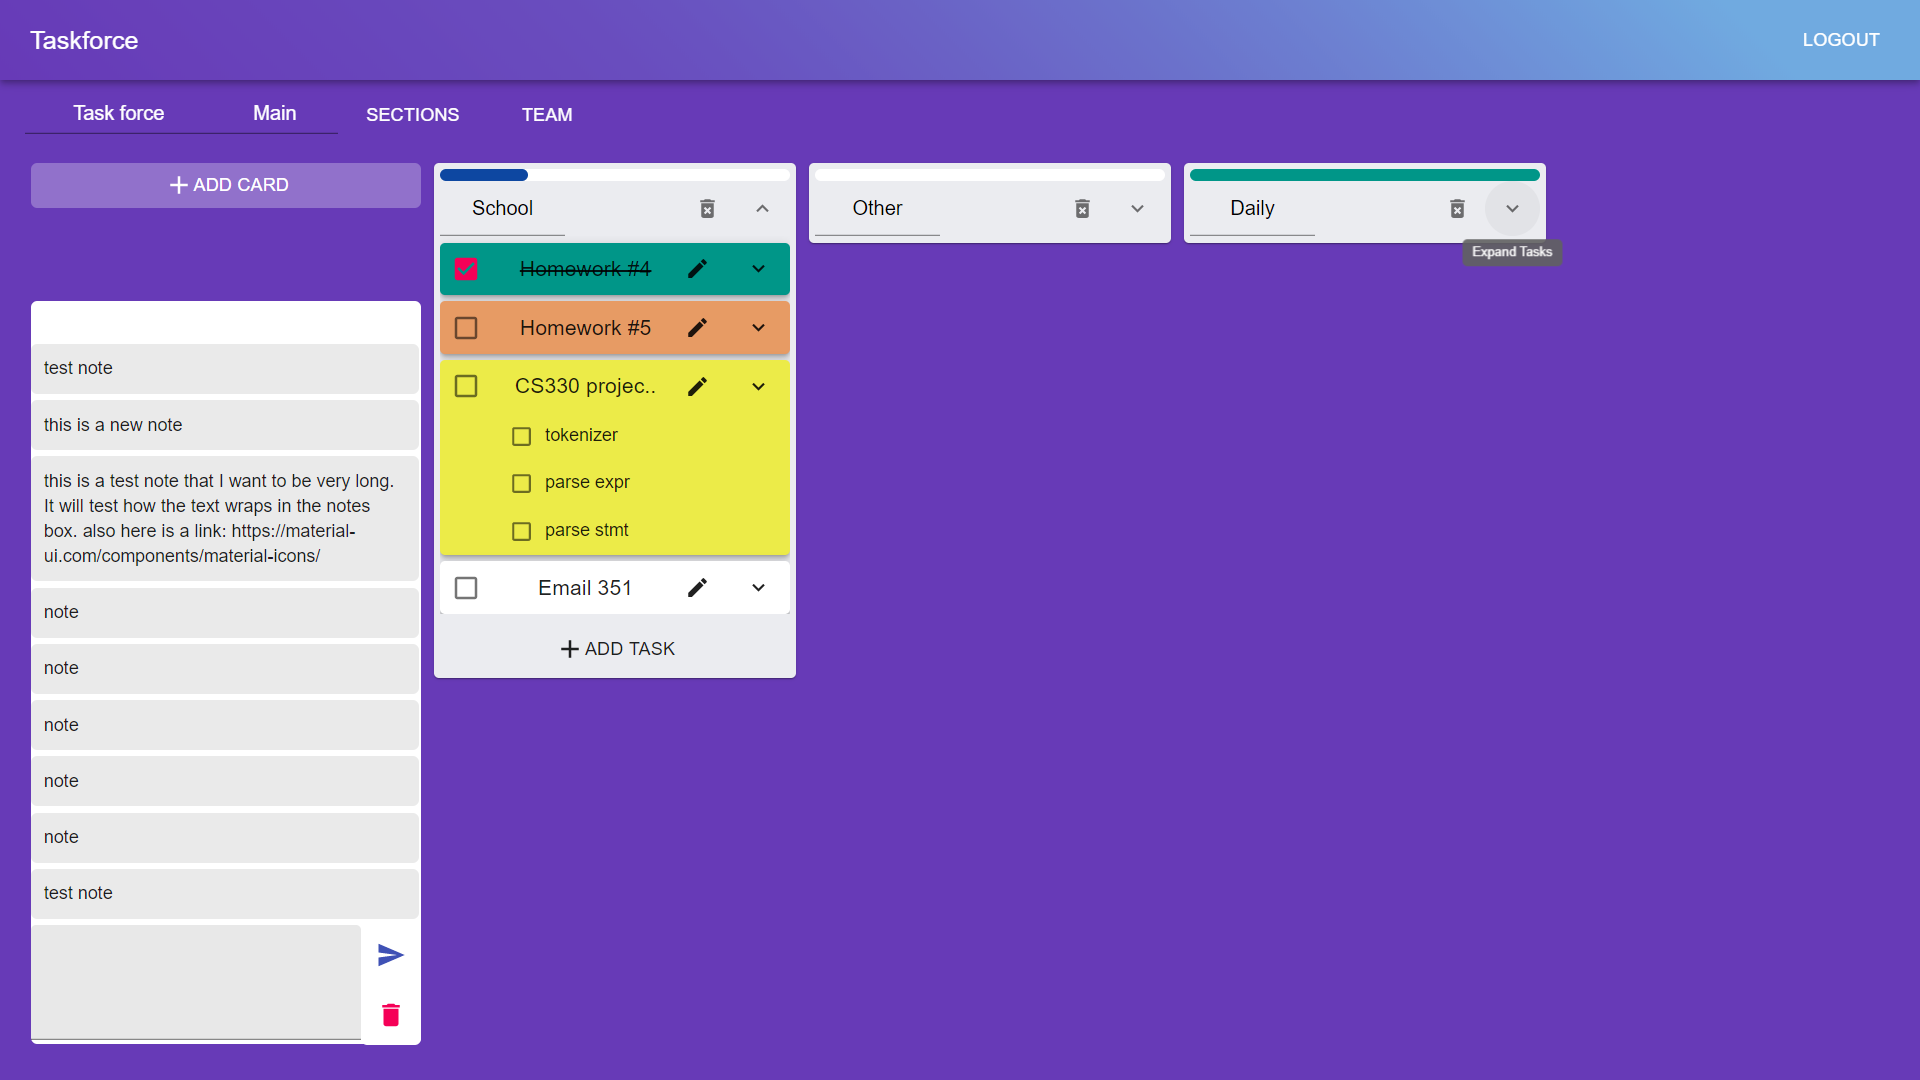 Taskforce
LOGOUT
Task force
Main
SECTIONS
TEAM
ADD CARD
test note
this is a new note
this is a test note that I want to be very long.
It will test how the text wraps in the notes
box. also here is a link: https://material-
ui.com/components/material-icons/
note
note
note
note
note
test note
School
Homework #4
Homework #5
CS330 projec..
tokenizer
parse expr
parse stmt
Email 351
ADD TASK
Other
Daily
Expand Tasks